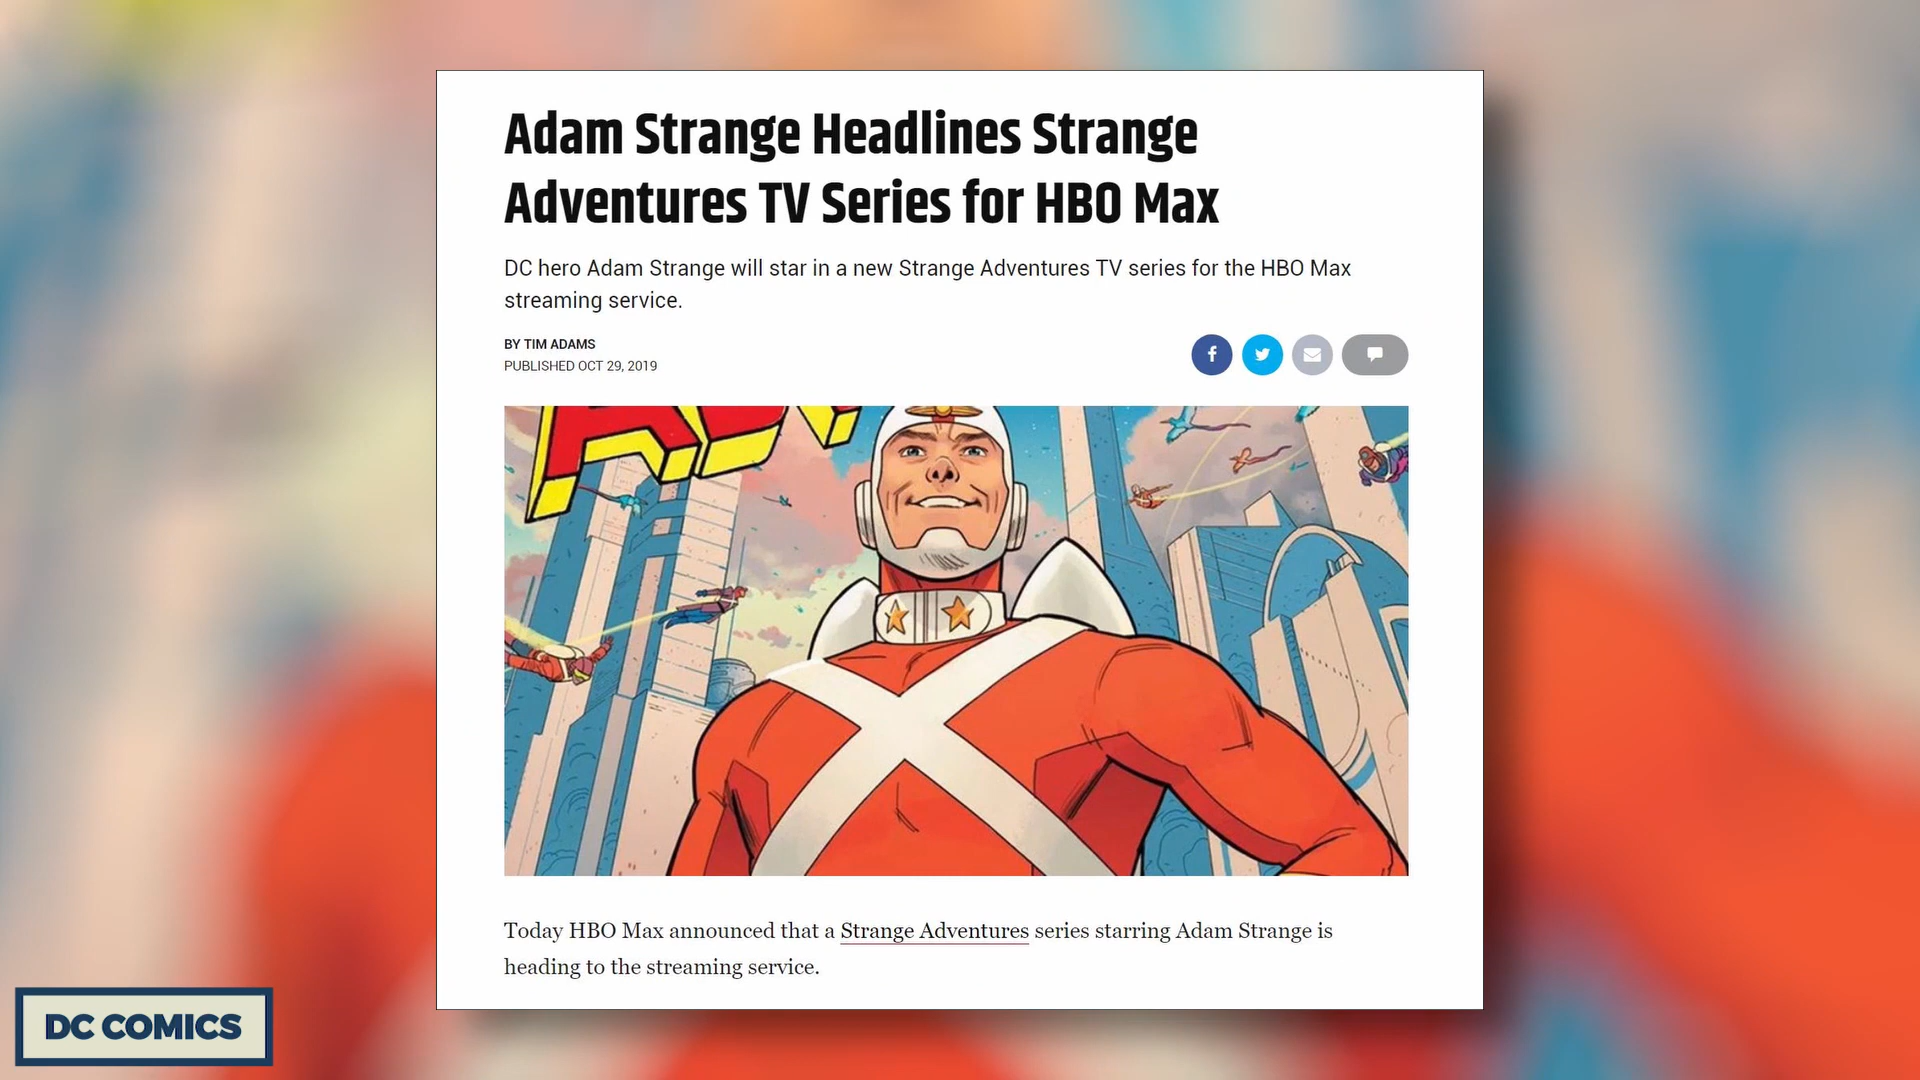 Adam Strange Headlines Strange
Adventures TV Series for HBO Max
DC hero Adam Strange will star in a new Strange Adventures TV series for the HBO Max
streaming service.
BY TIM ADAMS
PUBLISHED OCT 29, 2019
Today HBO Max announced that a Strange Adventures series starring Adam Strange is
heading to the streaming service.
DC COMICS